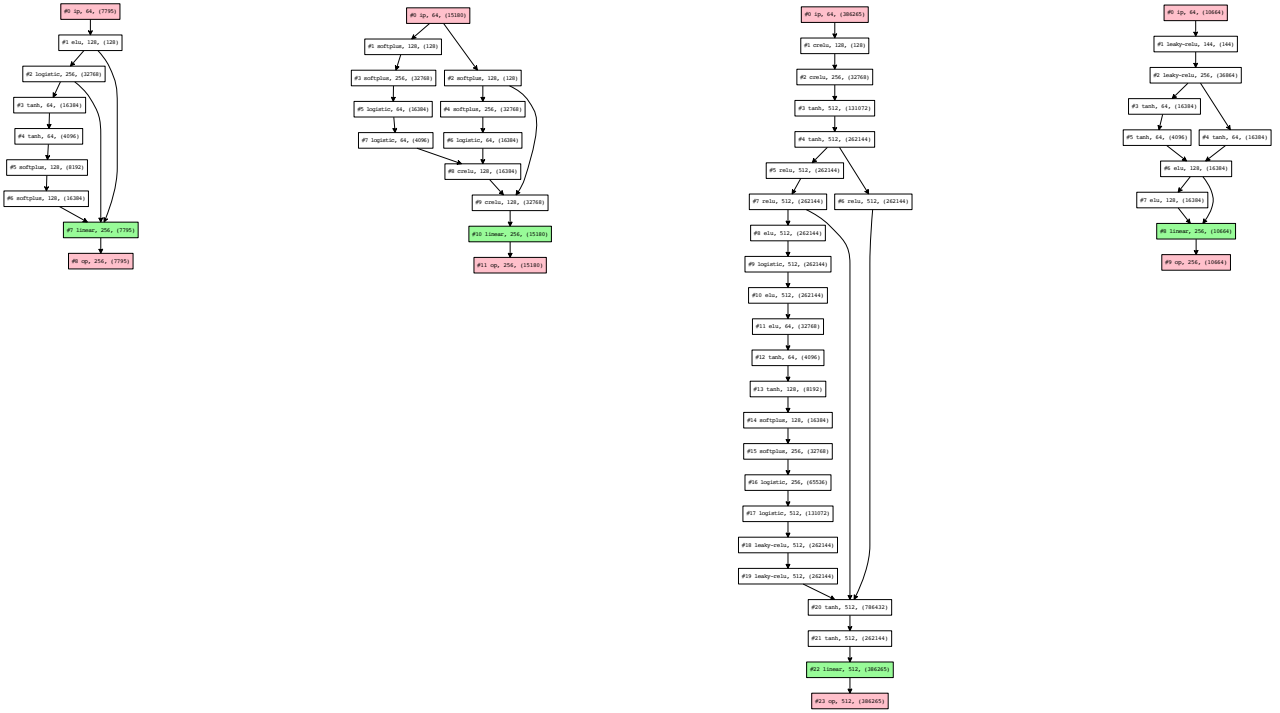 #0 ip, 64, (7795)
#1 elu, 128, (128)
#2 logistic, 256, (32768)
#3 tanh, 64, (16384)
#4 tanh, 64, (4096)
#5 softplus, 128, (8192)
#6 softplus, 128, (16384)
#7 linear, 256, (7795)
#8 op, 256, (7795)
#0 ip, 64, (15180)
#1 softplus, 128, (128)
#3 softplus, 256, (32768)
#2 softplus, 128, (128)
#5 logistic, 64, (16384)
#4 softplus, 256, (32768)
#7 logistic, 64, (4096)
#6 logistic, 64, (16384)
#8 crelu, 128, (16384)
#9 crelu, 128, (32768)
#10 linear, 256, (15180)
#11 op, 256, (15180)
#0 ip, 64, (386265)
#1 crelu, 128, (128)
#2 crelu, 256, (32768)
#3 tanh, 512, (131072)
#4 tanh, 512, (262144)
#5 relu, 512, (262144)
#7 relu, 512, (262144)
#6 relu, 512, (262144)
#8 elu, 512, (262144)
#9 logistic, 512, (262144)
#10 elu, 512, (262144)
#11 elu, 64, (32768)
#12 tanh, 64, (4096)
#13 tanh, 128, (8192)
#14 softplus, 128, (16384)
#15 softplus, 256, (32768)
#16 logistic, 256, (65536)
#17 logistic, 512, (131072)
#18 leaky-relu, 512, (262144)
#19 leaky-relu, 512, (262144)
#20 tanh, 512, (786432)
#21 tanh, 512, (262144)
#22 linear, 512, (386265)
#23 op, 512, (386265)
#0 ip, 64, (10664)
#1 leaky-relu, 144, (144)
#2 leaky-relu, 256, (36864)
#3 tanh, 64, (16384)
#5 tanh, 64, (4096)
#4 tanh, 64, (16384)
#6 elu, 128, (16384)
#7 elu, 128, (16384)
#8 linear, 256, (10664)
#9 op, 256, (10664)